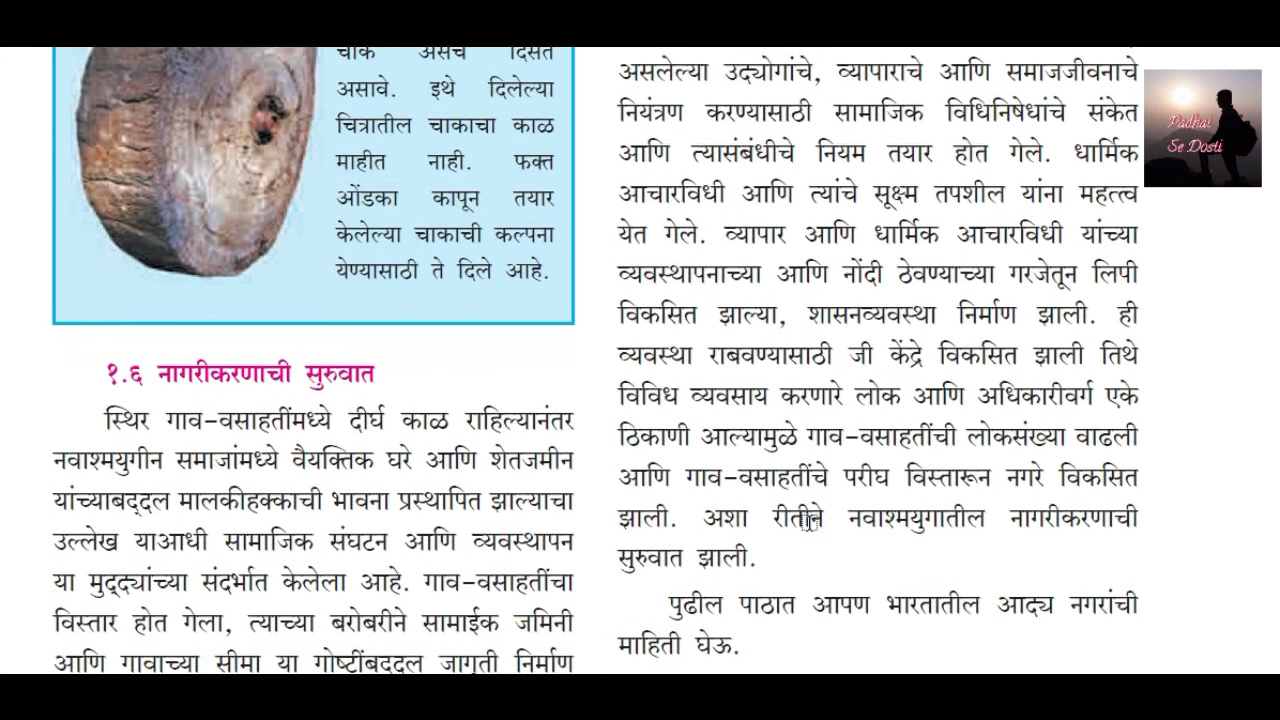 चाक असेच दिसत
असावे. इथे दिलेल्या
चित्रातील चाकाचा काळ
माहीत नाही. फक्त
ओंडका कापून तयार
केलेल्या चाकाची कल्पना
येण्यासाठी ते दिले आहे.
१.६ नागरीकरणाची सुरुवात
स्थिर गाव-वसाहतींमध्ये दीर्घ काळ राहिल्यानंतर
नवाश्मयुगीन समाजांमध्ये वैयक्तिक घरे आणि शेतजमीन
यांच्याबद्दल मालकीहक्काची भावना प्रस्थापित झाल्याचा
उल्लेख याआधी सामाजिक संघटन आणि व्यवस्थापन
या मुद्द्यांच्या संदर्भात केलेला आहे. गाव-वसाहतींचा
विस्तार होत गेला, त्याच्या बरोबरीने सामाईक जमिनी
आणि गावाच्या सीमा या गोष्टींबद्दल जागृती निर्माण
असलेल्या उद्योगांचे, व्यापाराचे आणि समाजजीवनाचे
नियंत्रण करण्यासाठी सामाजिक विधिनिषेधांचे संकेत
आणि त्यासंबंधीचे नियम तयार होत गेले. धार्मिक
आचारविधी आणि त्यांचे सूक्ष्म तपशील यांना महत्त्व
येत गेले. व्यापार आणि धार्मिक आचारविधी यांच्या
व्यवस्थापनाच्या आणि नोंदी ठेवण्याच्या गरजेतून लिपी
विकसित झाल्या, शासनव्यवस्था निर्माण झाली. ही
व्यवस्था राबवण्यासाठी जी केंद्रे विकसित झाली तिथे
विविध व्यवसाय करणारे लोक आणि अधिकारीवर्ग एके
ठिकाणी आल्यामुळे गाव-वसाहतींची लोकसंख्या वाढली
आणि गाव-वसाहतींचे परीघ विस्तारून नगरे विकसित
झाली. अशा रीतीने नवाश्मयुगातील नागरीकरणाची
सुरुवात झाली.
पुढील पाठात आपण भारतातील आद्य नगरांची
माहिती घेऊ.
Padhai
Se Dosti